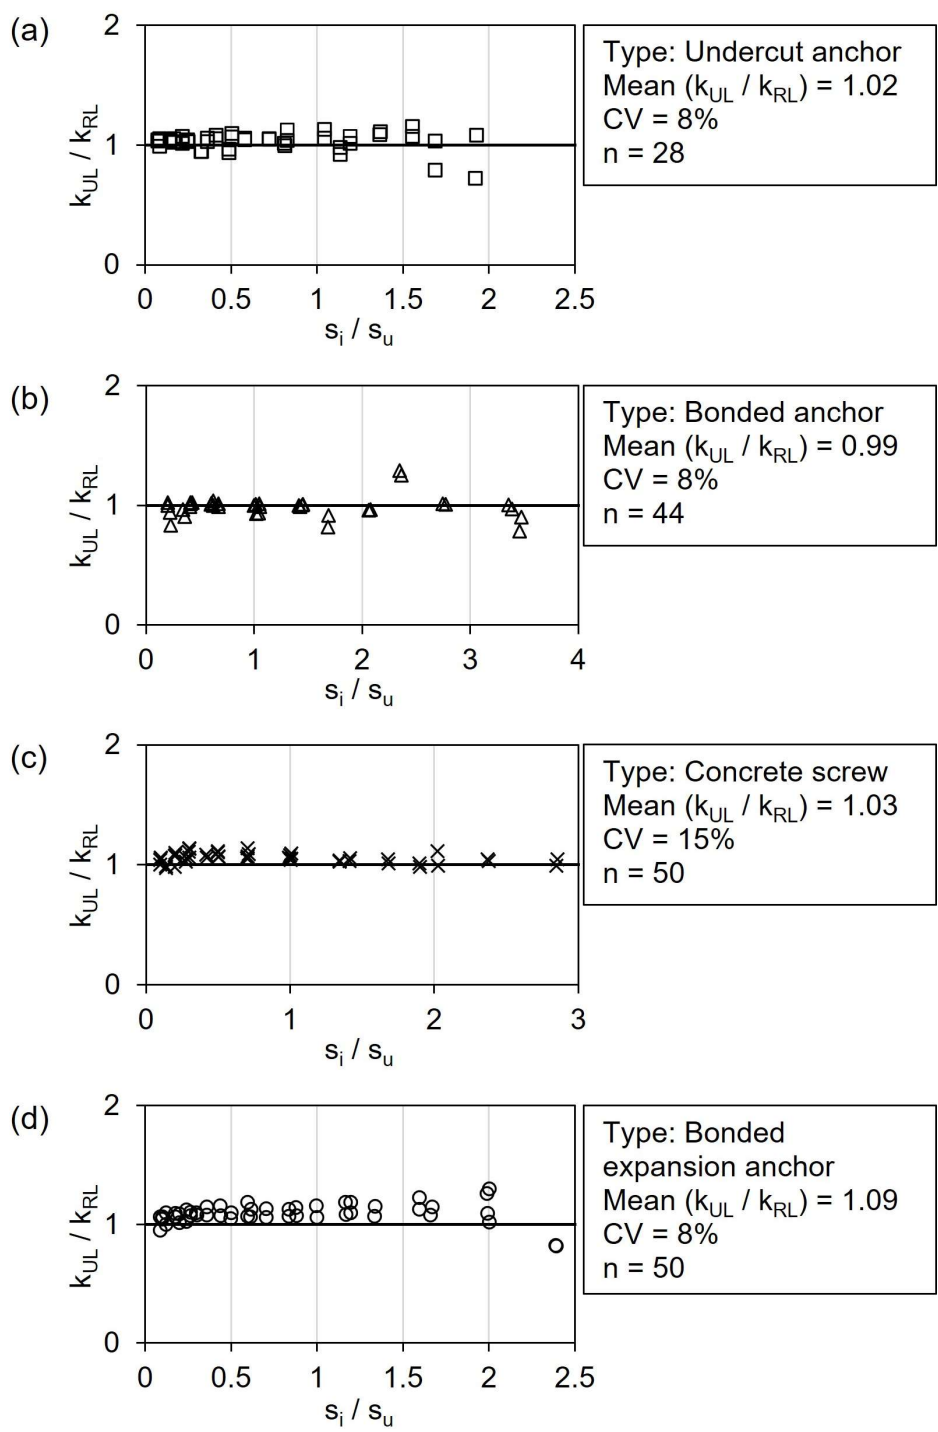 (a)
2
1
0
k_UL / k_RL
0 0.5 1 1.5 2 2.5
s_i / s_u
Type: Undercut anchor
Mean (k_UL / k_RL) = 1.02
CV = 8%
n = 28
(b)
2
1
0
k_UL / k_RL
0 1 2 3 4
s_i / s_u
Type: Bonded anchor
Mean (k_UL / k_RL) = 0.99
CV = 8%
n = 44
(c)
2
1
0
k_UL / k_RL
0 1 2 3
s_i / s_u
Type: Concrete screw
Mean (k_UL / k_RL) = 1.03
CV = 15%
n = 50
(d)
2
1
0
k_UL / k_RL
0 0.5 1 1.5 2 2.5
s_i / s_u
Type: Bonded
expansion anchor
Mean (k_UL / k_RL) = 1.09
CV = 8%
n = 50